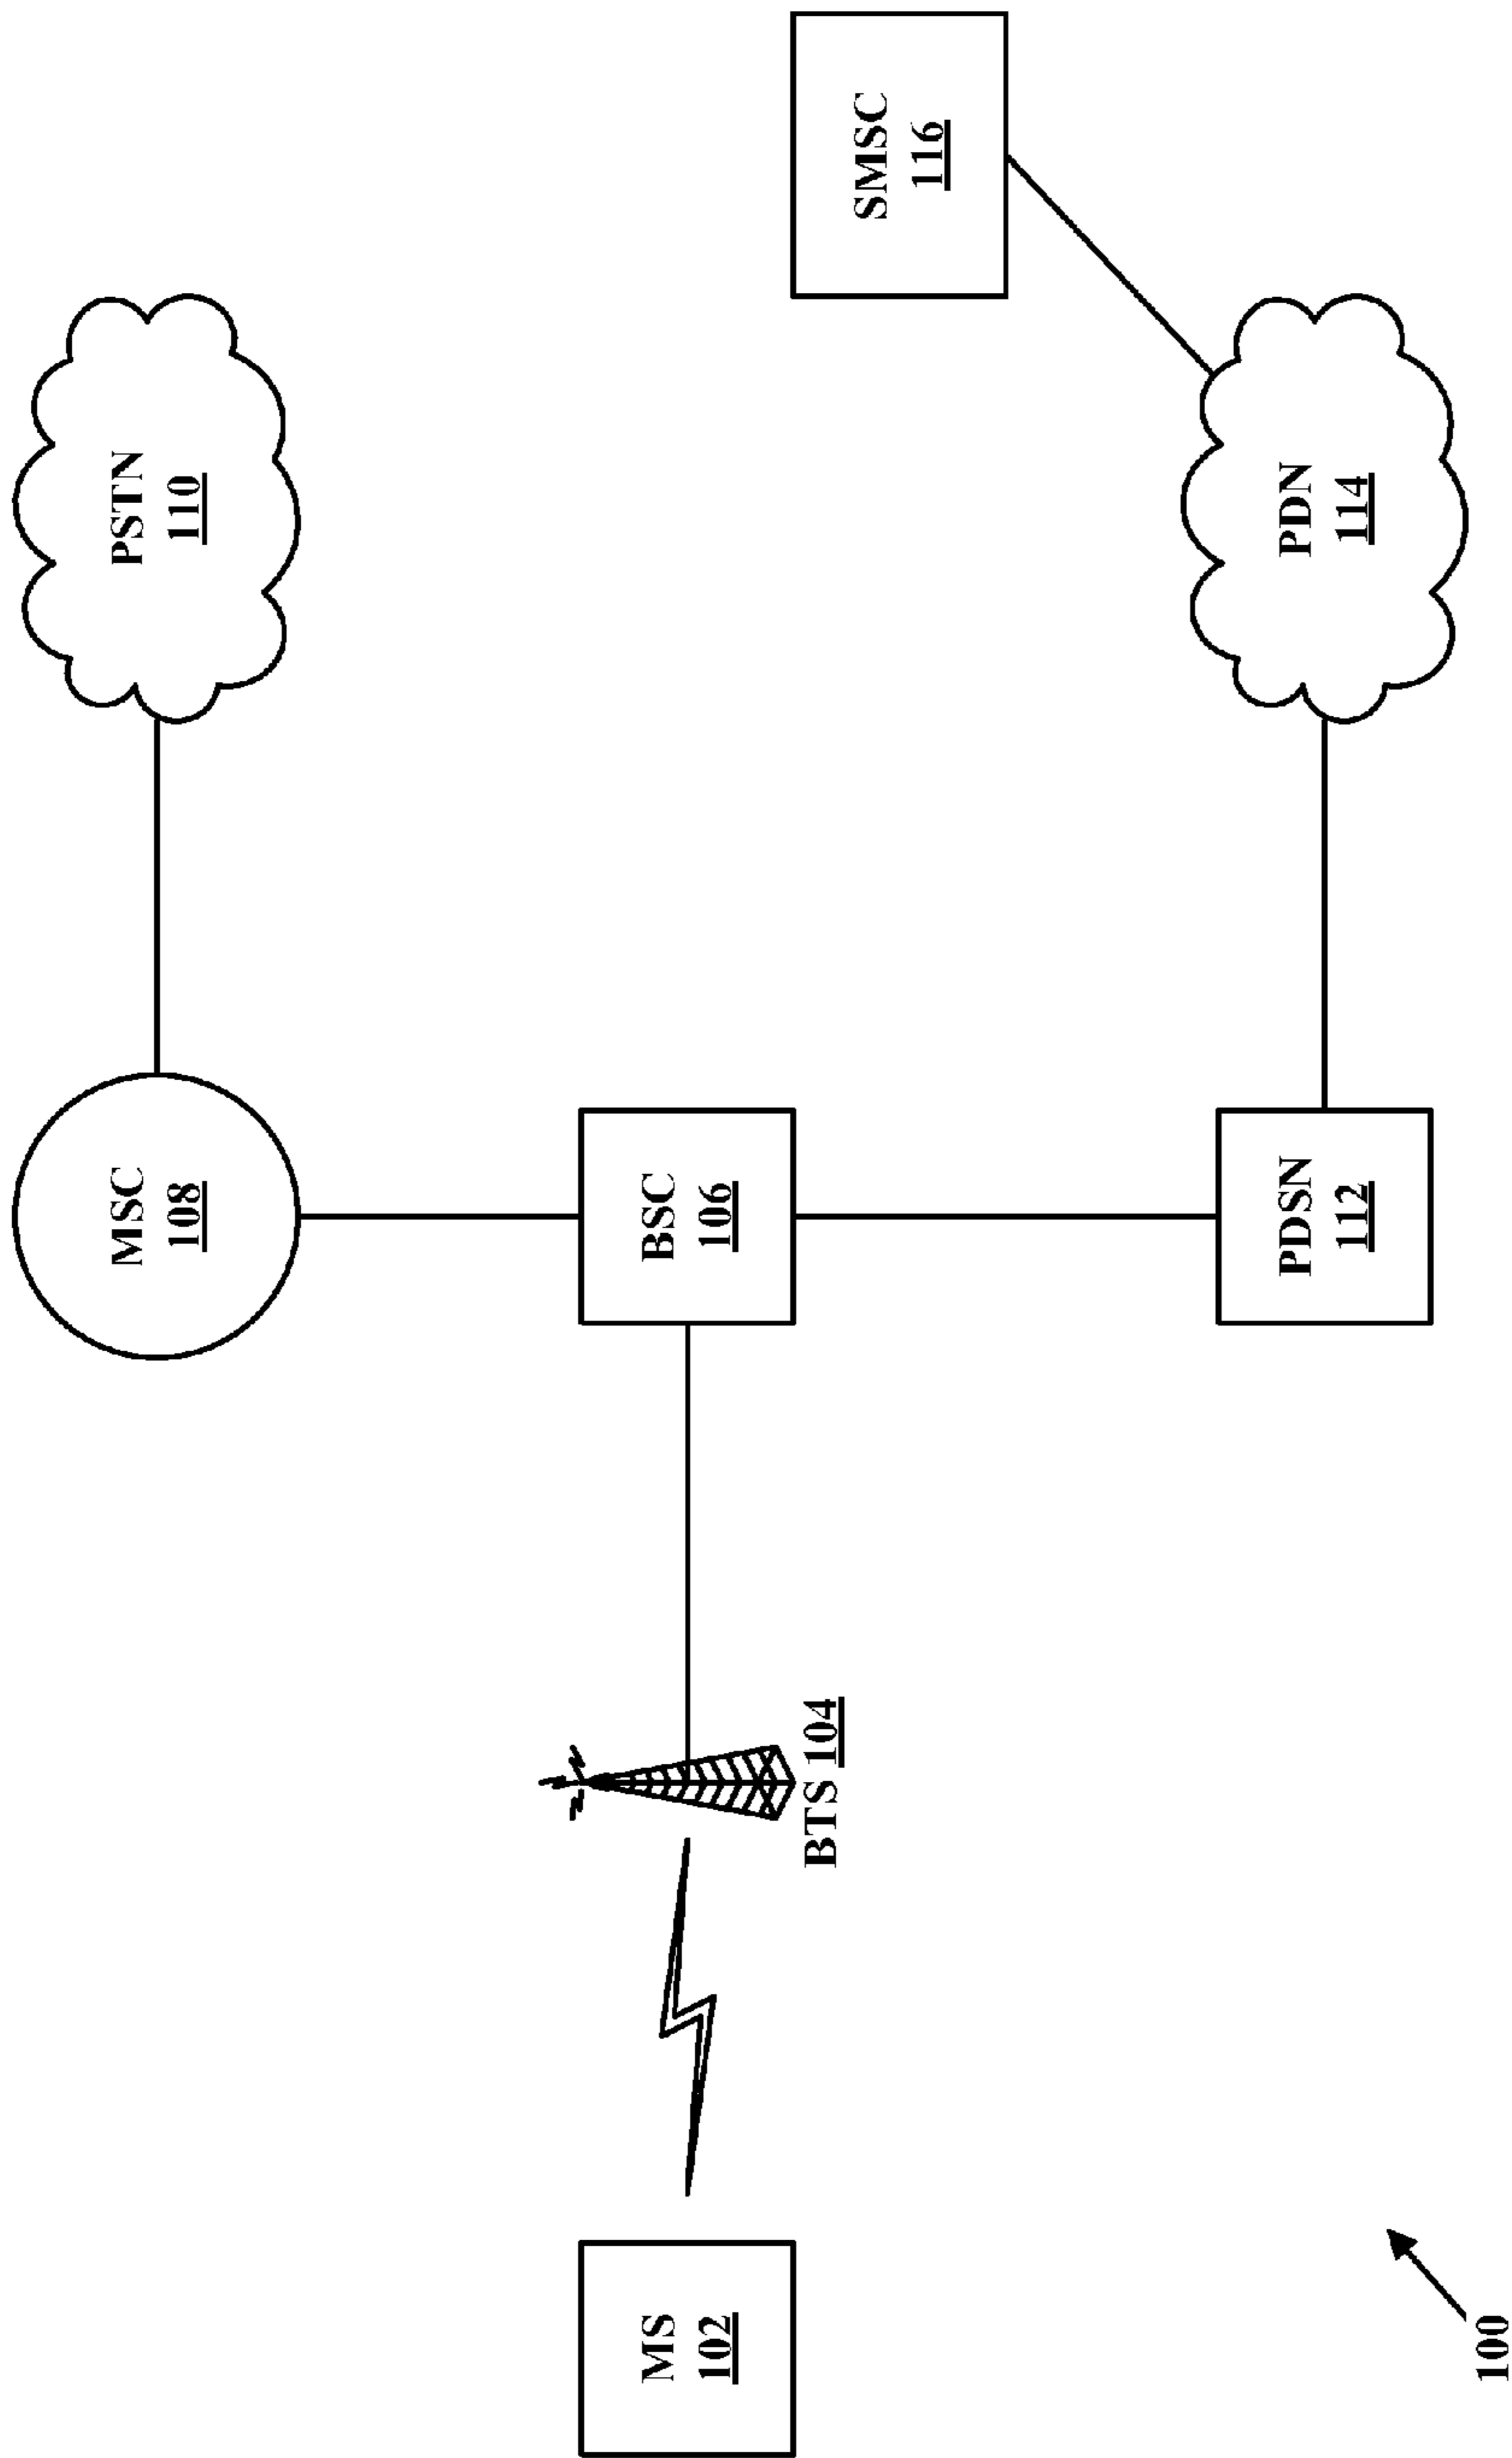 MSC
108
PSTN
110
MS
102
BTS 104
BSC
106
SMSC
116
PDSN
112
PDN
114
100